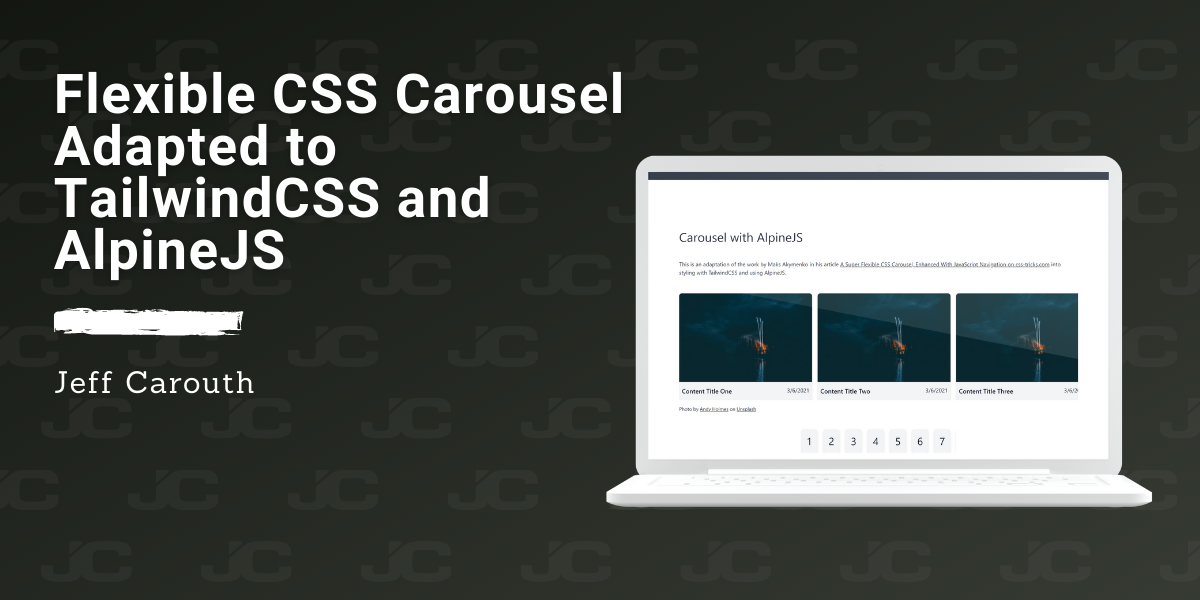 Flexible CSS Carousel
Adapted to
TailwindCSS and
AlpineJS
Jeff Carouth
Carousel with AlpineJS
This is an adaptation of the work by Maks Akymenko in his article A Super Flexible CSS Carousel, Enhanced With JavaScript Navigation on css-tricks.com into
styling with TailwindCSS and using AlpineJS.
Content Title One 3/6/2021 Content Title Two 3/6/2021 Content Title Three 3/6/2
Photo by Andy Holmes on Unsplash
1 2 3 4 5 6 7